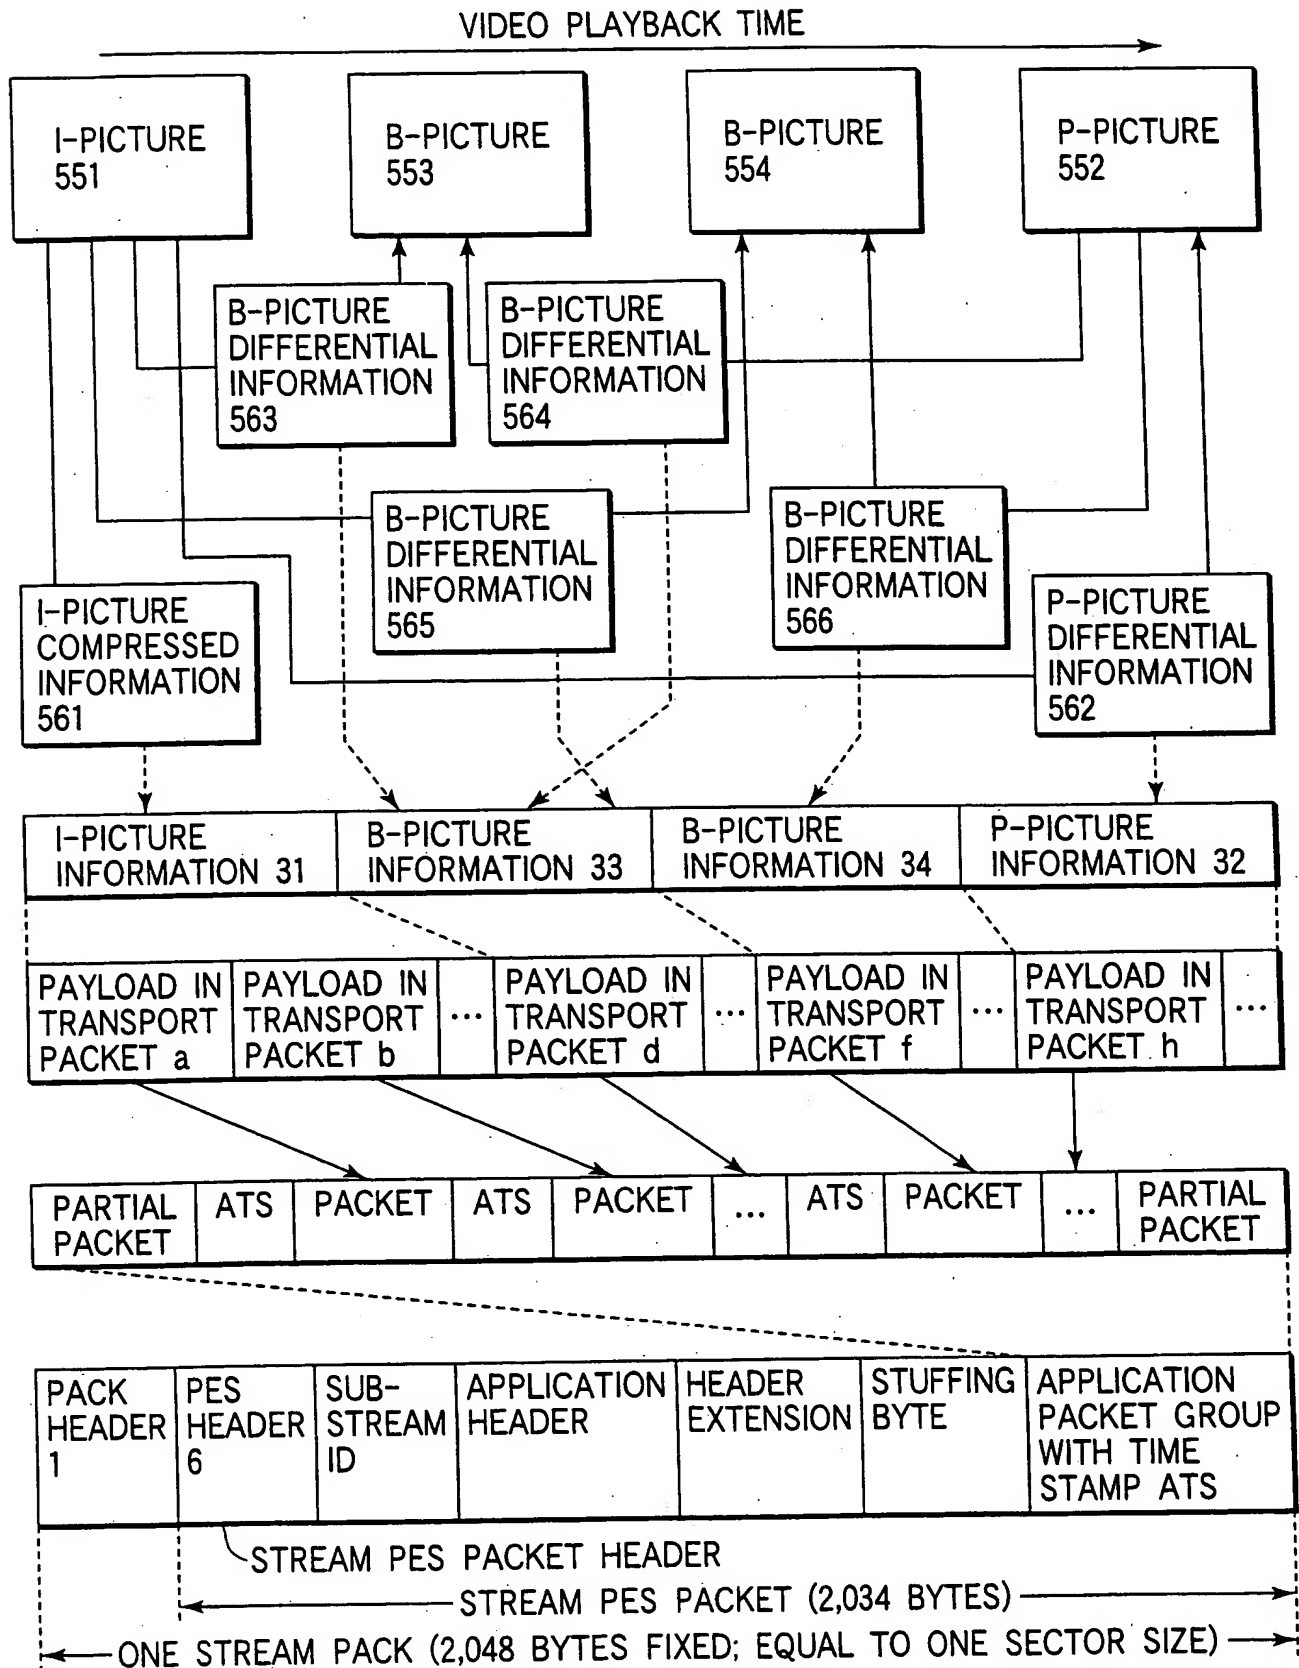 VIDEO PLAYBACK TIME
I-PICTURE
551
B-PICTURE
553
B-PICTURE
554
P-PICTURE
552
B-PICTURE
DIFFERENTIAL
INFORMATION
563
B-PICTURE
DIFFERENTIAL
INFORMATION
564
B-PICTURE
DIFFERENTIAL
INFORMATION
565
B-PICTURE
DIFFERENTIAL
INFORMATION
566
I-PICTURE
COMPRESSED
INFORMATION
561
P-PICTURE
DIFFERENTIAL
INFORMATION
562
I-PICTURE
INFORMATION 31
B-PICTURE
INFORMATION 33
B-PICTURE
INFORMATION 34
P-PICTURE
INFORMATION 32
PAYLOAD IN
TRANSPORT
PACKET a
PAYLOAD IN
TRANSPORT
PACKET b
...
PAYLOAD IN
TRANSPORT
PACKET d
...
PAYLOAD IN
TRANSPORT
PACKET f
...
PAYLOAD IN
TRANSPORT
PACKET h
...
PARTIAL
PACKET
ATS
PACKET
ATS
PACKET
...
ATS
PACKET
...
PARTIAL
PACKET
PACK
HEADER
1
PES
HEADER
6
SUB-
STREAM
ID
APPLICATION
HEADER
HEADER
EXTENSION
STUFFING
BYTE
APPLICATION
PACKET GROUP
WITH TIME
STAMP ATS
STREAM PES PACKET HEADER
STREAM PES PACKET (2,034 BYTES)
ONE STREAM PACK (2,048 BYTES FIXED; EQUAL TO ONE SECTOR SIZE)